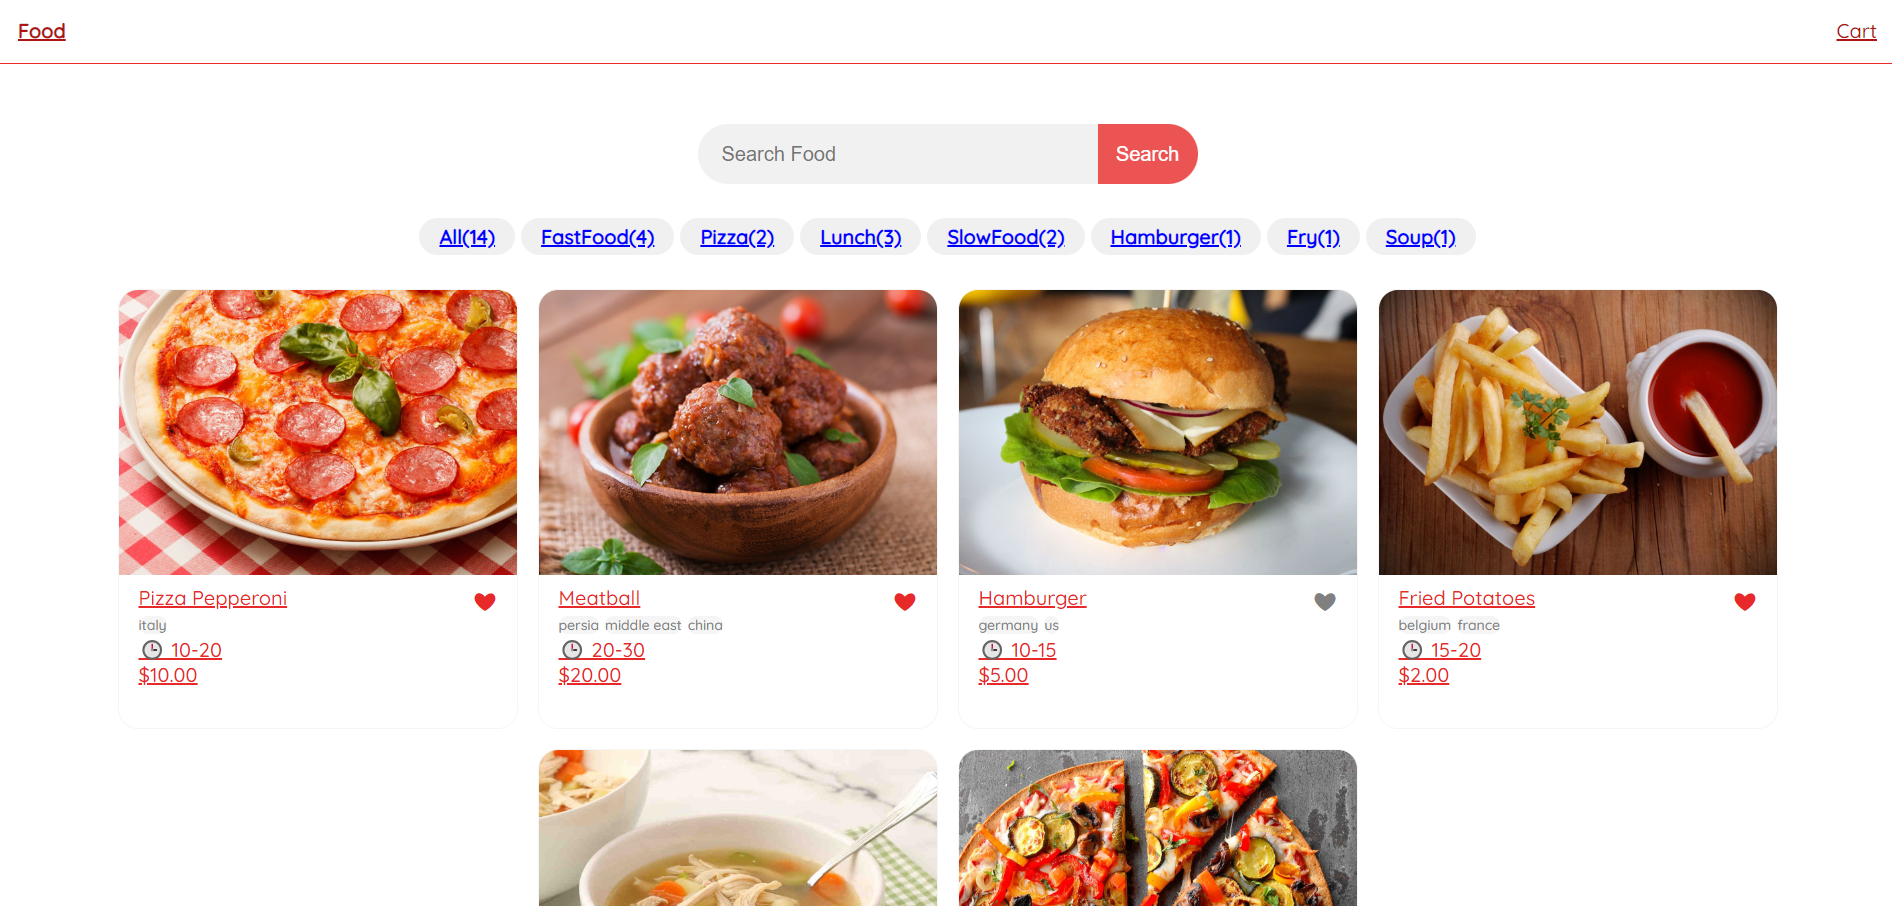 Food
Cart
Search Food
Search
All(14)
FastFood(4)
Pizza(2)
Lunch(3)
SlowFood(2)
Hamburger(1)
Fry(1)
Soup(1)
Pizza Pepperoni
italy
10-20
$10.00
Meatball
persia middle east china
20-30
$20.00
Hamburger
germany us
10-15
$5.00
Fried Potatoes
belgium france
15-20
$2.00